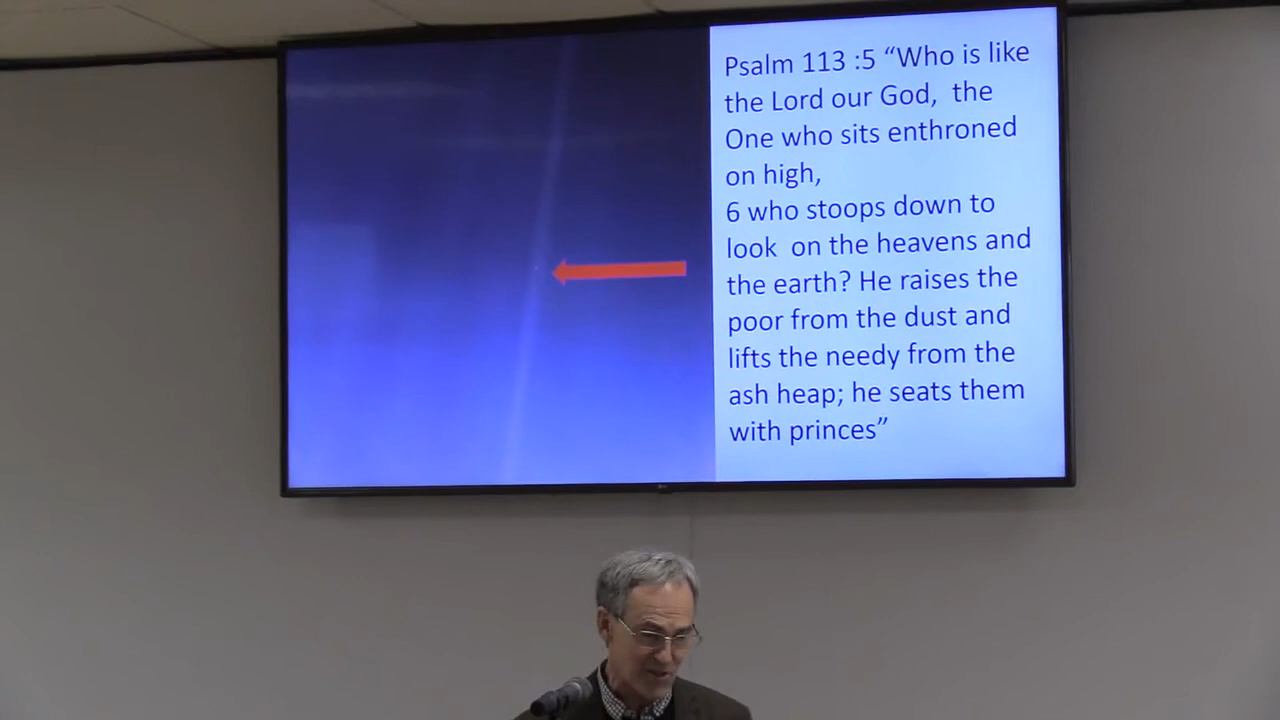 Psalm 113 :5 “Who is like
the Lord our God,  the
One who sits enthroned
on high,
6 who stoops down to
look  on the heavens and
the earth? He raises the
poor from the dust and
lifts the needy from the
ash heap; he seats them
with princes”